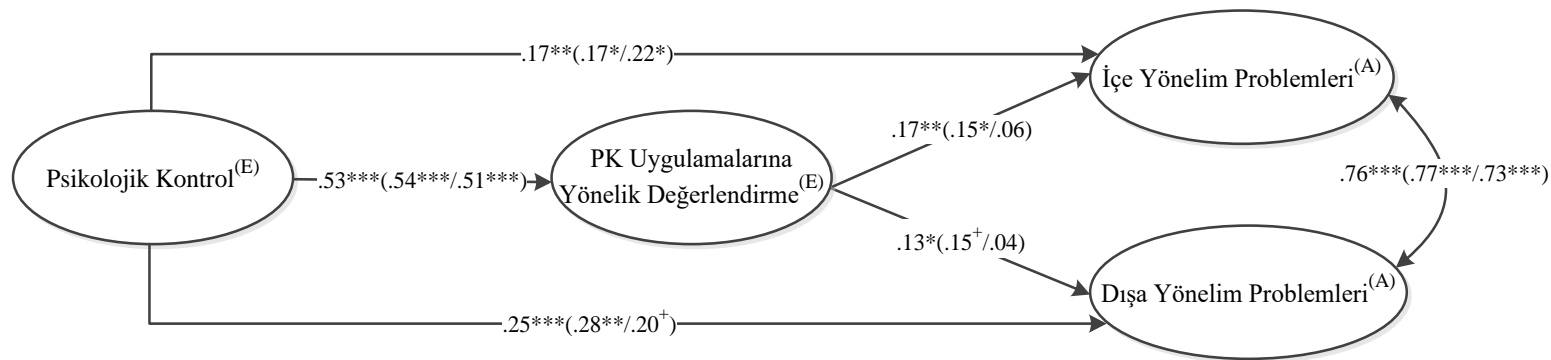 .17**(.17*/.22*)
İçe Yönelim Problemleri(A)
.17**(.15*/.06)
Psikolojik Kontrol(E)
.53***(.54***/.51***)
PK Uygulamalarına
Yönelik Değerlendirme(E)
.76***(.77***/.73***)
.13*(.15+/.04)
Dışa Yönelim Problemleri(A)
.25***(.28**/.20+)